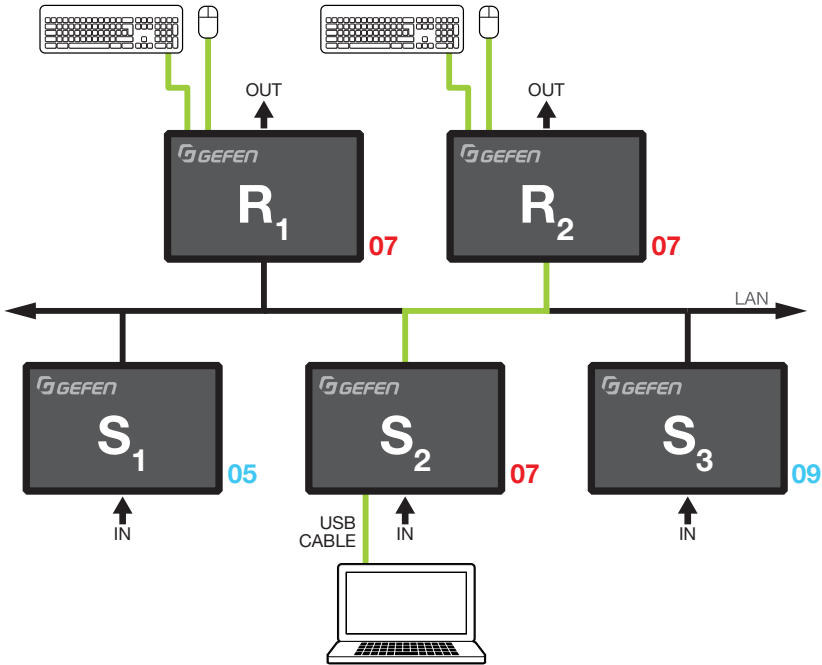 OUT
OUT
GEFEN
R1
07
GEFEN
R2
07
LAN
GEFEN
S1
05
GEFEN
S2
07
GEFEN
S3
09
IN
USB
CABLE
IN
IN